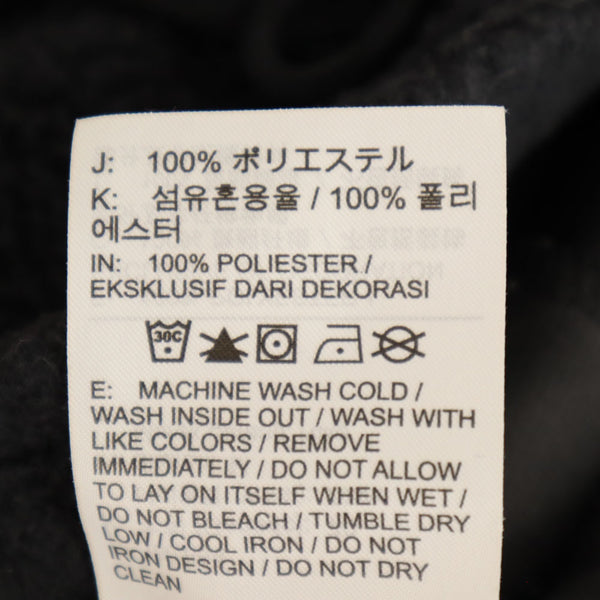 J: 100% ポリエステル
K: 섬유혼용율 / 100% 폴리
에스터
IN: 100% POLIESTER /
EKSKLUSIF DARI DEKORASI
30C
E: MACHINE WASH COLD /
WASH INSIDE OUT / WASH WITH
LIKE COLORS / REMOVE
IMMEDIATELY / DO NOT ALLOW
TO LAY ON ITSELF WHEN WET /
DO NOT BLEACH / TUMBLE DRY
LOW / COOL IRON / DO NOT
IRON DESIGN / DO NOT DRY
CLEAN